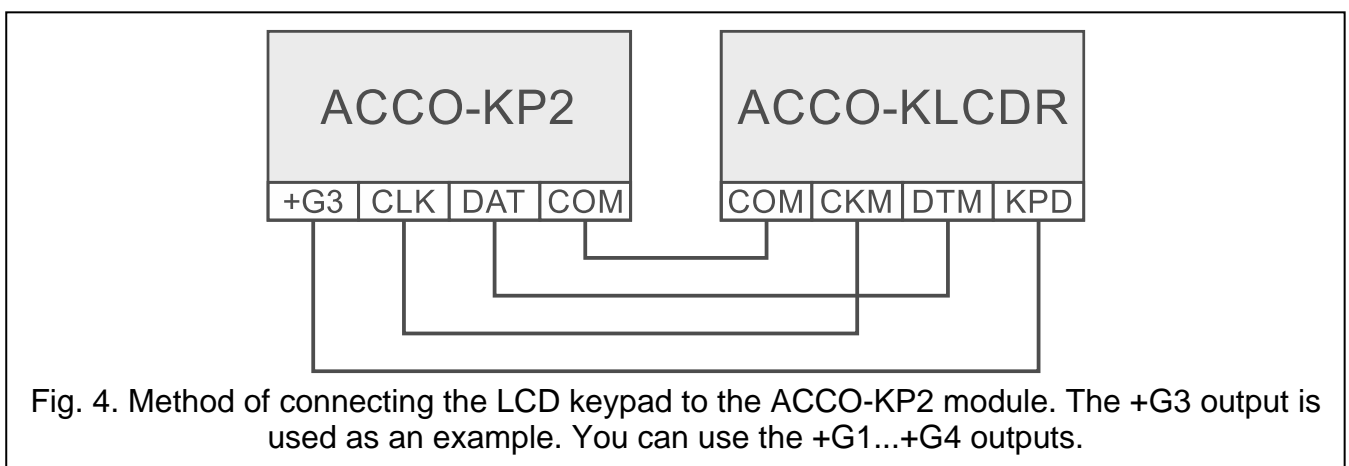 ACCO-KP2 ACCO-KLCDR
+G3 CLK DAT COM COM CKM DTM KPD
Fig. 4. Method of connecting the LCD keypad to the ACCO-KP2 module. The +G3 output is
used as an example. You can use the +G1...+G4 outputs.